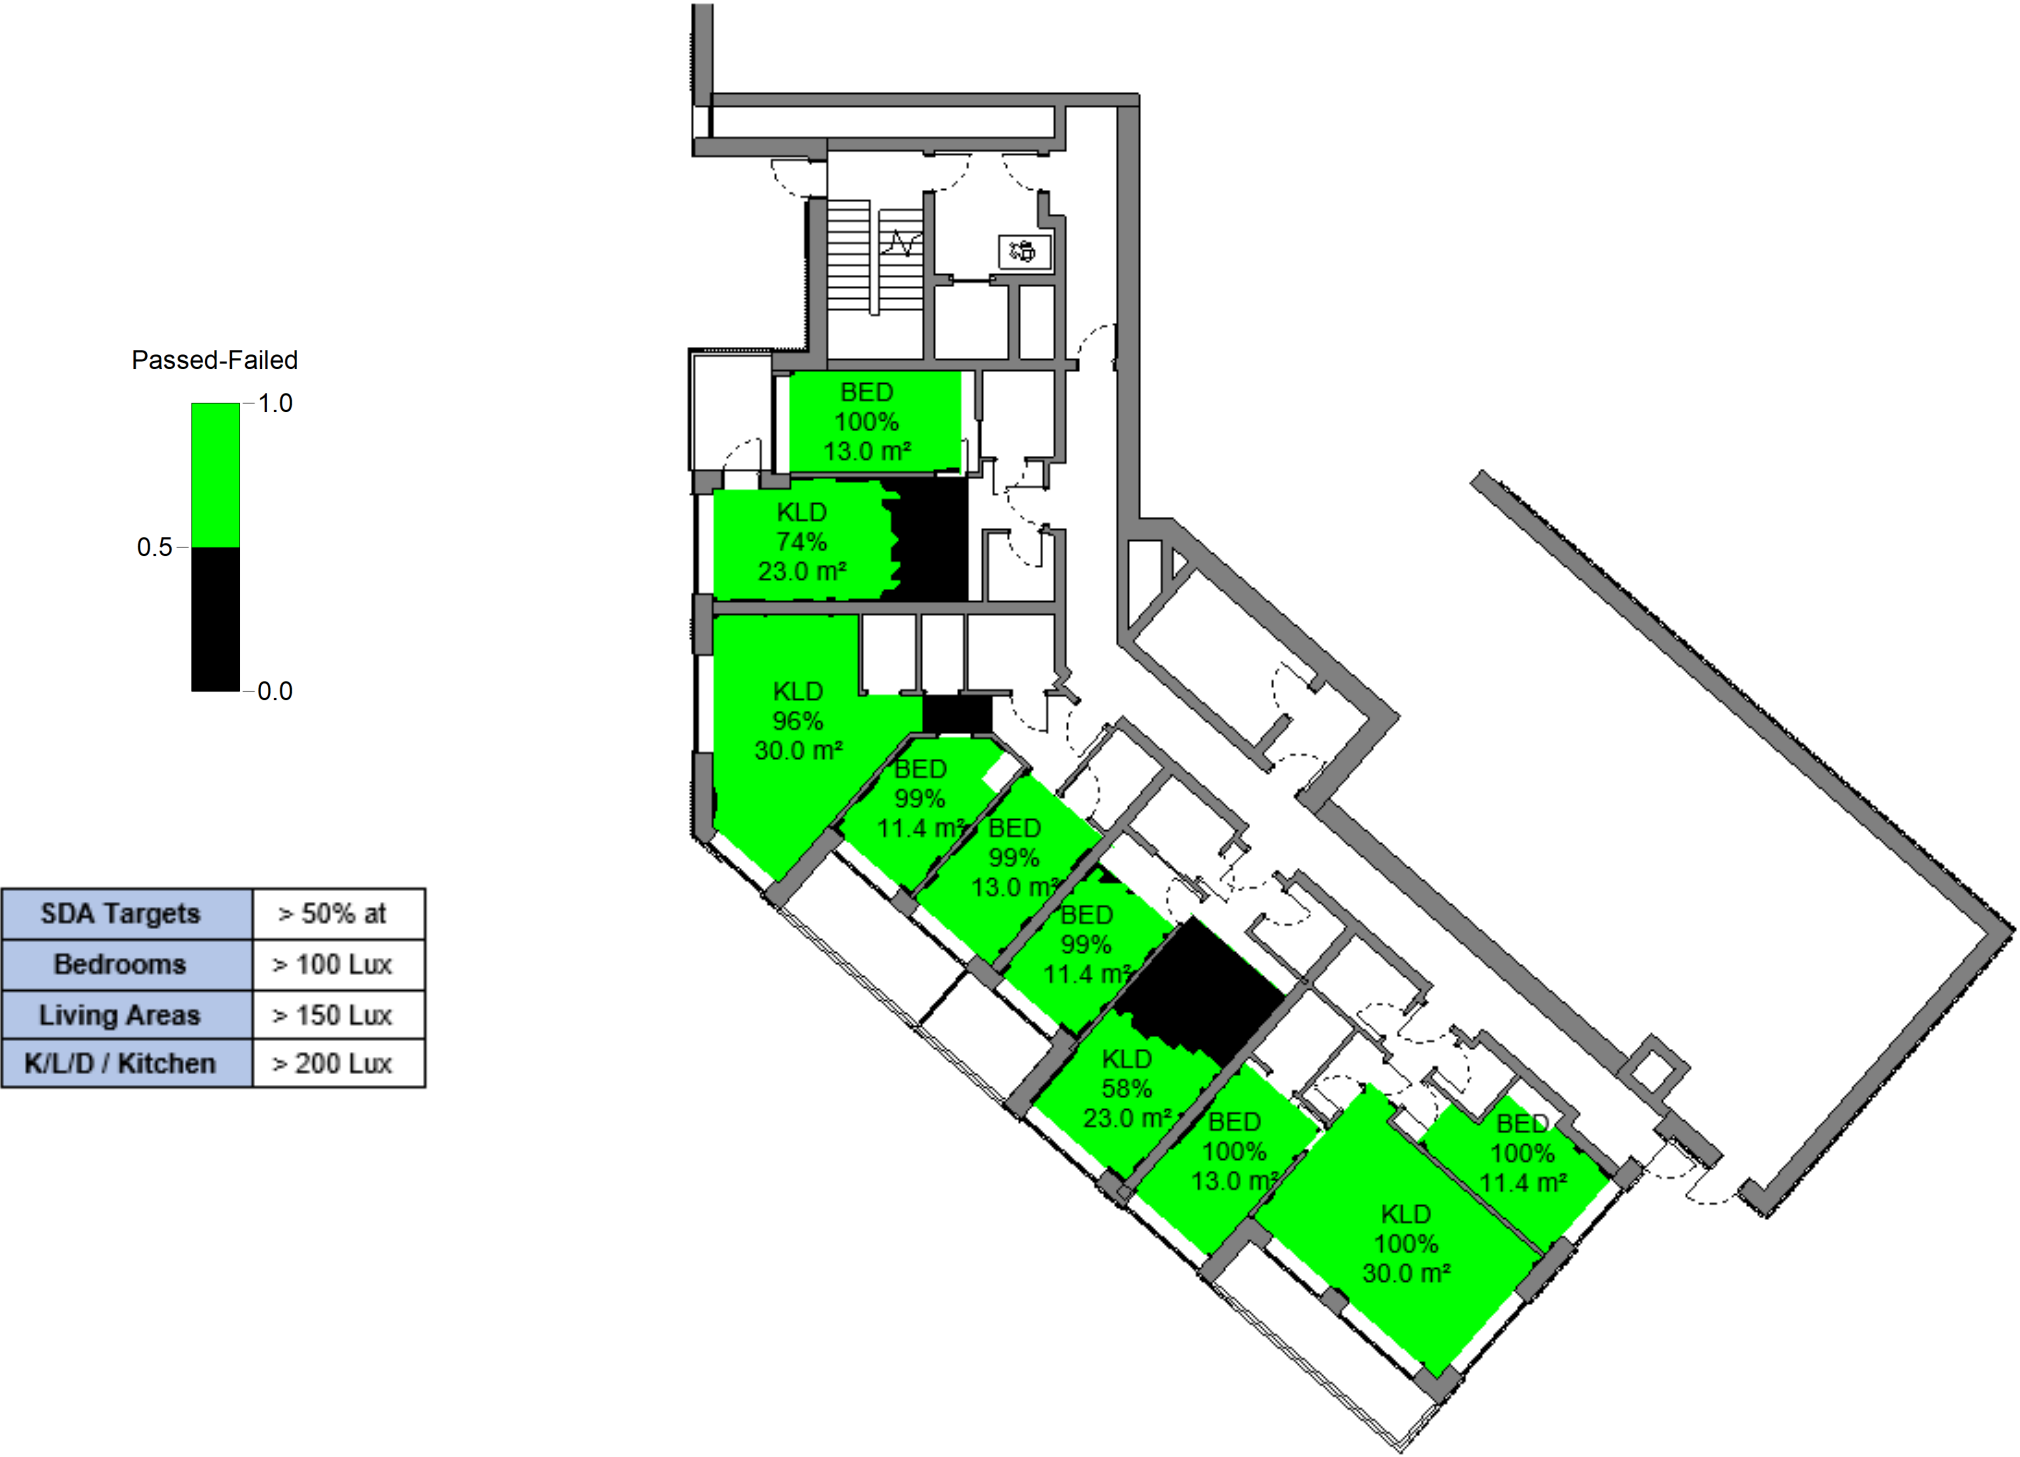 Passed-Failed
1.0
0.5
0.0
SDA Targets > 50% at
Bedrooms > 100 Lux
Living Areas > 150 Lux
K/L/D / Kitchen > 200 Lux
BED
100%
13.0 m²
KLD
74%
23.0 m²
KLD
96%
30.0 m²
BED
99%
11.4 m²
BED
99%
13.0 m²
BED
99%
11.4 m²
KLD
58%
23.0 m²
BED
100%
13.0 m²
KLD
100%
30.0 m²
BED
100%
11.4 m²